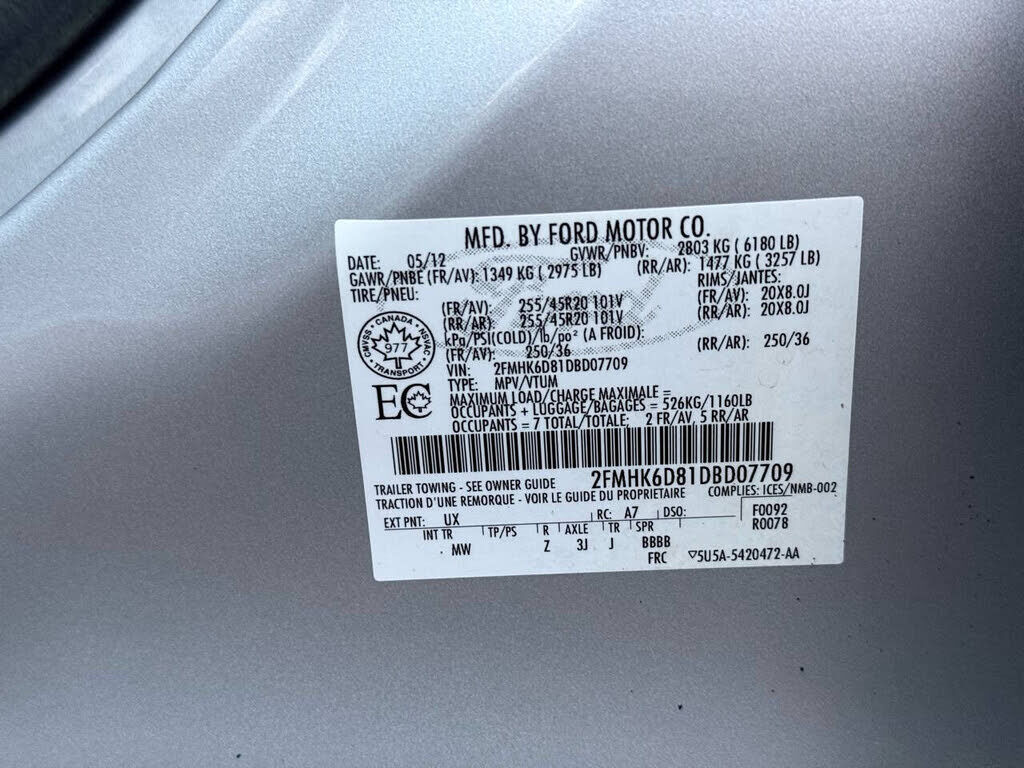 MFD. BY FORD MOTOR CO.
DATE: 05/12 GVWR/PNBV: 2803 KG ( 6180 LB)
GAWR/PNBE (FR/AV): 1349 KG ( 2975 LB) (RR/AR): 1477 KG ( 3257 LB)
TIRE/PNEU: RIMS/JANTES:
(FR/AV): 255/45R20 101V (FR/AV): 20X8.0J
(RR/AR): 255/45R20 101V (RR/AR): 20X8.0J
kPa/PSI(COLD)/lb/po² (A FROID):
(FR/AV): 250/36 (RR/AR): 250/36
VIN: 2FMHK6D81DBD07709
TYPE: MPV/VTUM
MAXIMUM LOAD/CHARGE MAXIMALE =
OCCUPANTS + LUGGAGE/BAGAGES = 526KG/1160LB
OCCUPANTS = 7 TOTAL/TOTALE; 2 FR/AV, 5 RR/AR
CANADA
CMVSS NSVAC
977
TRANSPORT
EC
2FMHK6D81DBD07709
TRAILER TOWING - SEE OWNER GUIDE COMPLIES: ICES/NMB-002
TRACTION D'UNE REMORQUE - VOIR LE GUIDE DU PROPRIETAIRE
EXT PNT: UX RC: A7 DSO: F0092
INT TR TP/PS R AXLE TR SPR R0078
MW Z 3J J BBBB
FRC ▽5U5A-5420472-AA